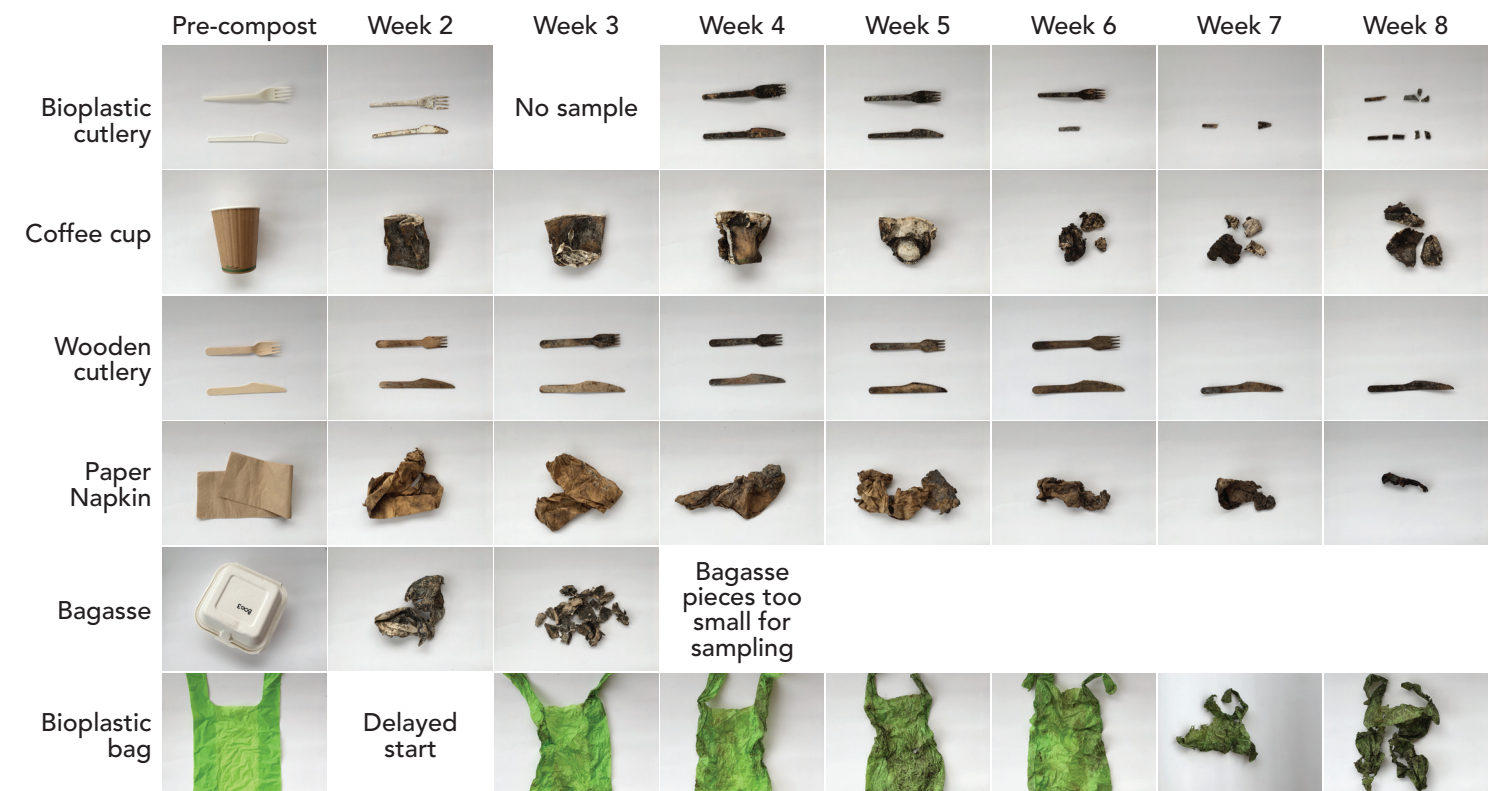 Pre-compost Week 2 Week 3 Week 4 Week 5 Week 6 Week 7 Week 8
Bioplastic
cutlery
No sample
Coffee cup
Wooden
cutlery
Paper
Napkin
Bagasse
Bagasse
pieces too
small for
sampling
Bioplastic
bag
Delayed
start